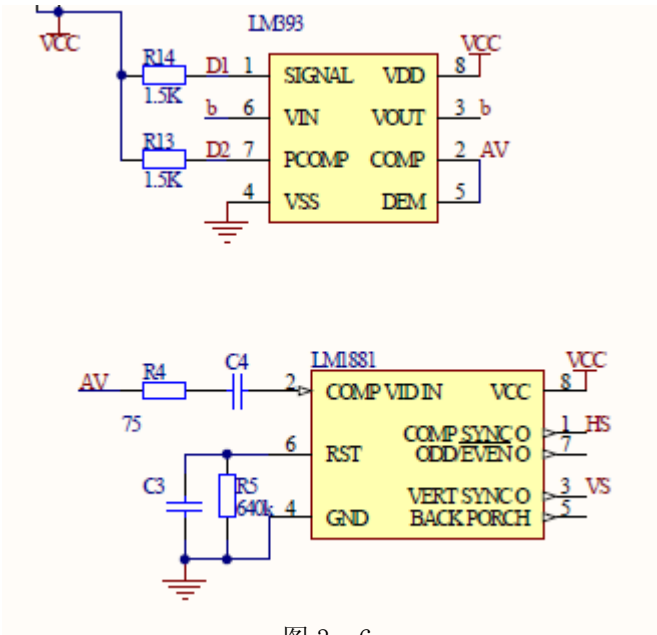 LM393
VCC
VCC
R14
D1 1
SIGNAL
VDD
8
1.5K
b 6
VIN
VOUT
3 b
R13
D2 7
PCOMP
COMP
2 AV
1.5K
4
VSS
DEM
5
LM1881
VCC
AV
R4
C4
2
COMP VID IN
VCC
8
75
COMP SYNC O
1 HS
6
RST
ODD/EVEN O
7
C3
R5
640k
VERT SYNC O
3 VS
4
GND
BACK PORCH
5